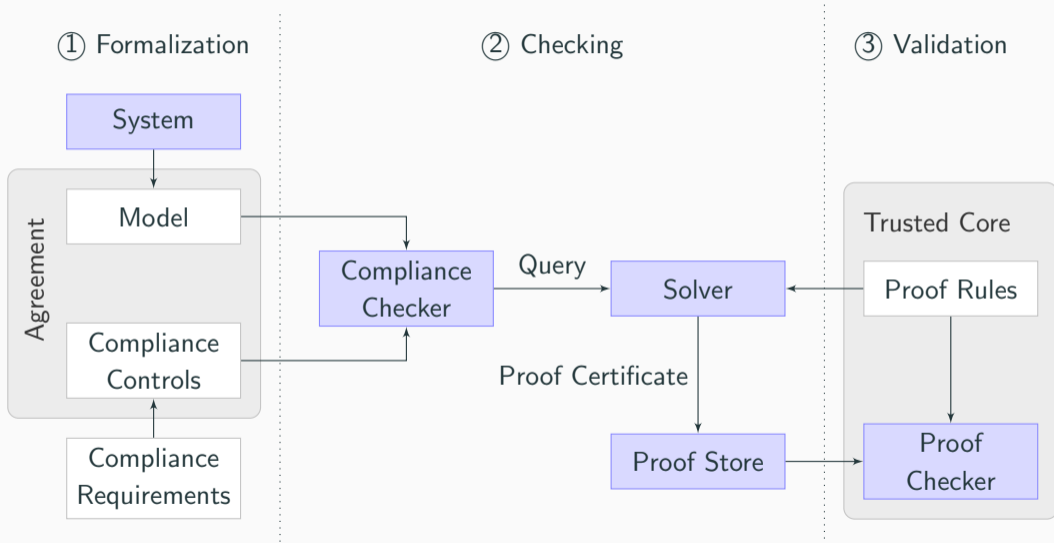 1 Formalization
2 Checking
3 Validation
System
Agreement
Model
Compliance
Controls
Compliance
Requirements
Compliance
Checker
Query
Solver
Proof Certificate
Proof Store
Trusted Core
Proof Rules
Proof
Checker